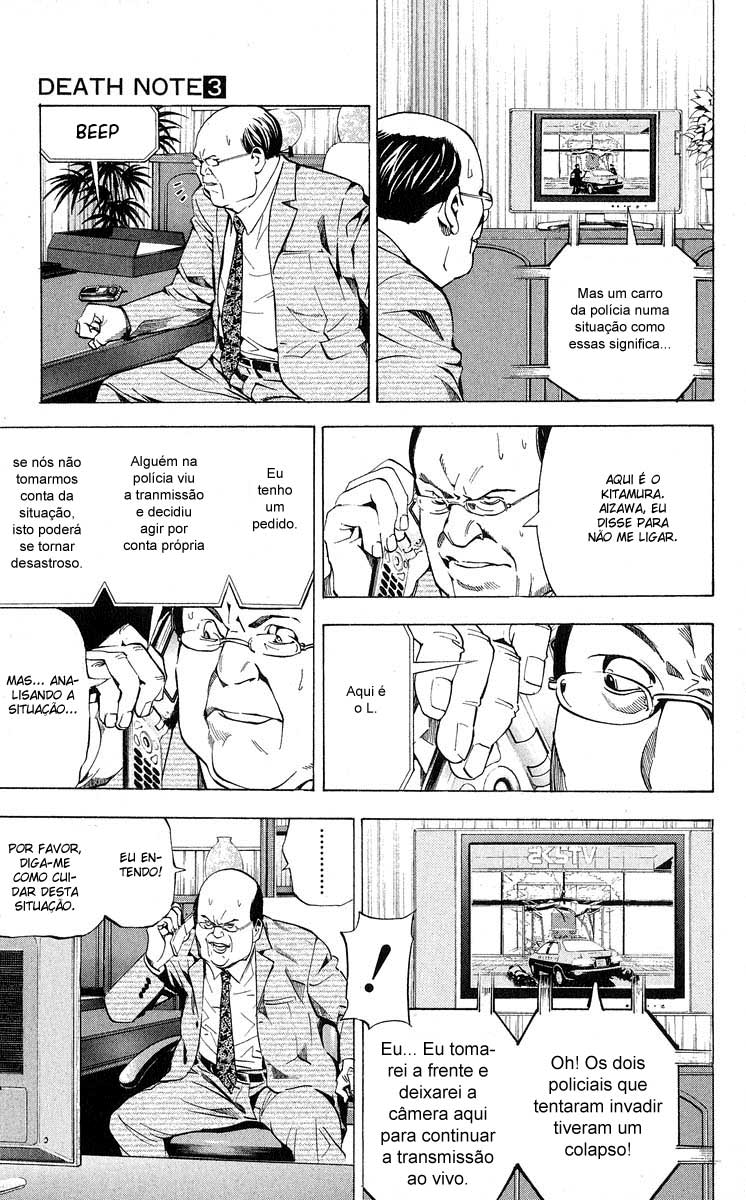 DEATH NOTE 3
Mas um carro
da polícia numa
situação como
essas significa...
BEEP
AQUI É O
KITAMURA.
AIZAWA, EU
DISSE PARA
NÃO ME LIGAR.
Aqui é
o L.
Eu
tenho
um
pedido.
Alguém na
polícia viu
a tranmissão
e decidiu
agir por
conta própria
se nós não
tomarmos
conta da
situação,
isto poderá
se tornar
desastroso.
MAS... ANA-
LISANDO A
SITUAÇÃO...
Oh! Os dois
policiais que
tentaram invadir
tiveram um
colapso!
Eu... Eu toma-
rei a frente e
deixarei a
câmera aqui
para continuar
a transmissão
ao vivo.
!
.........
EU EN-
TENDO!
POR FAVOR,
DIGA-ME
COMO CUI-
DAR DESTA
SITUAÇÃO.